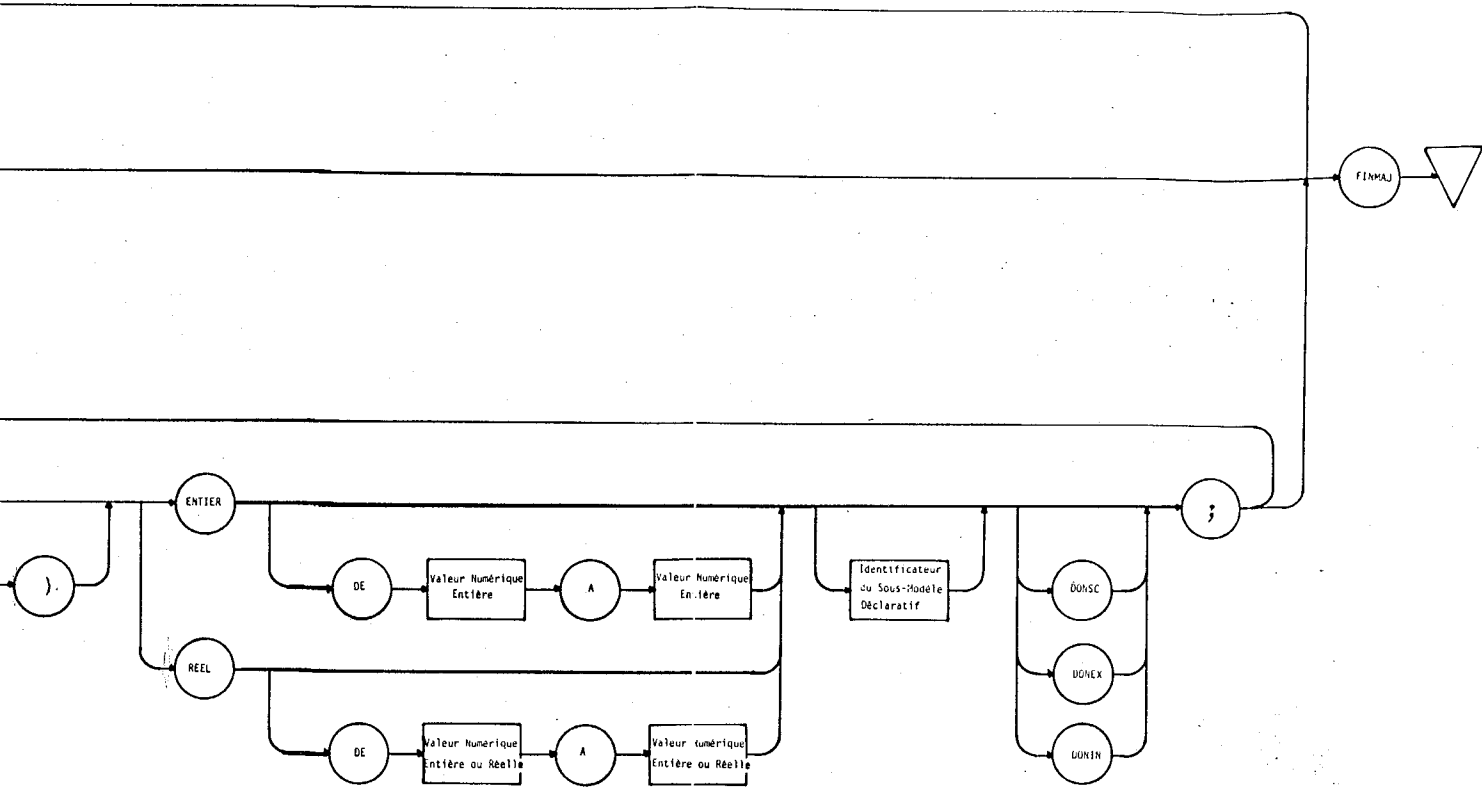 FINMAJ
ENTIER
;
).
DE
Valeur Numérique
Entière
A
Valeur Numérique
Entière
Identificateur
du Sous-Modèle
Déclaratif
DONSC
REEL
DONEX
DE
Valeur Numérique
Entière ou Réelle
A
Valeur Numérique
Entière ou Réelle
DONIN